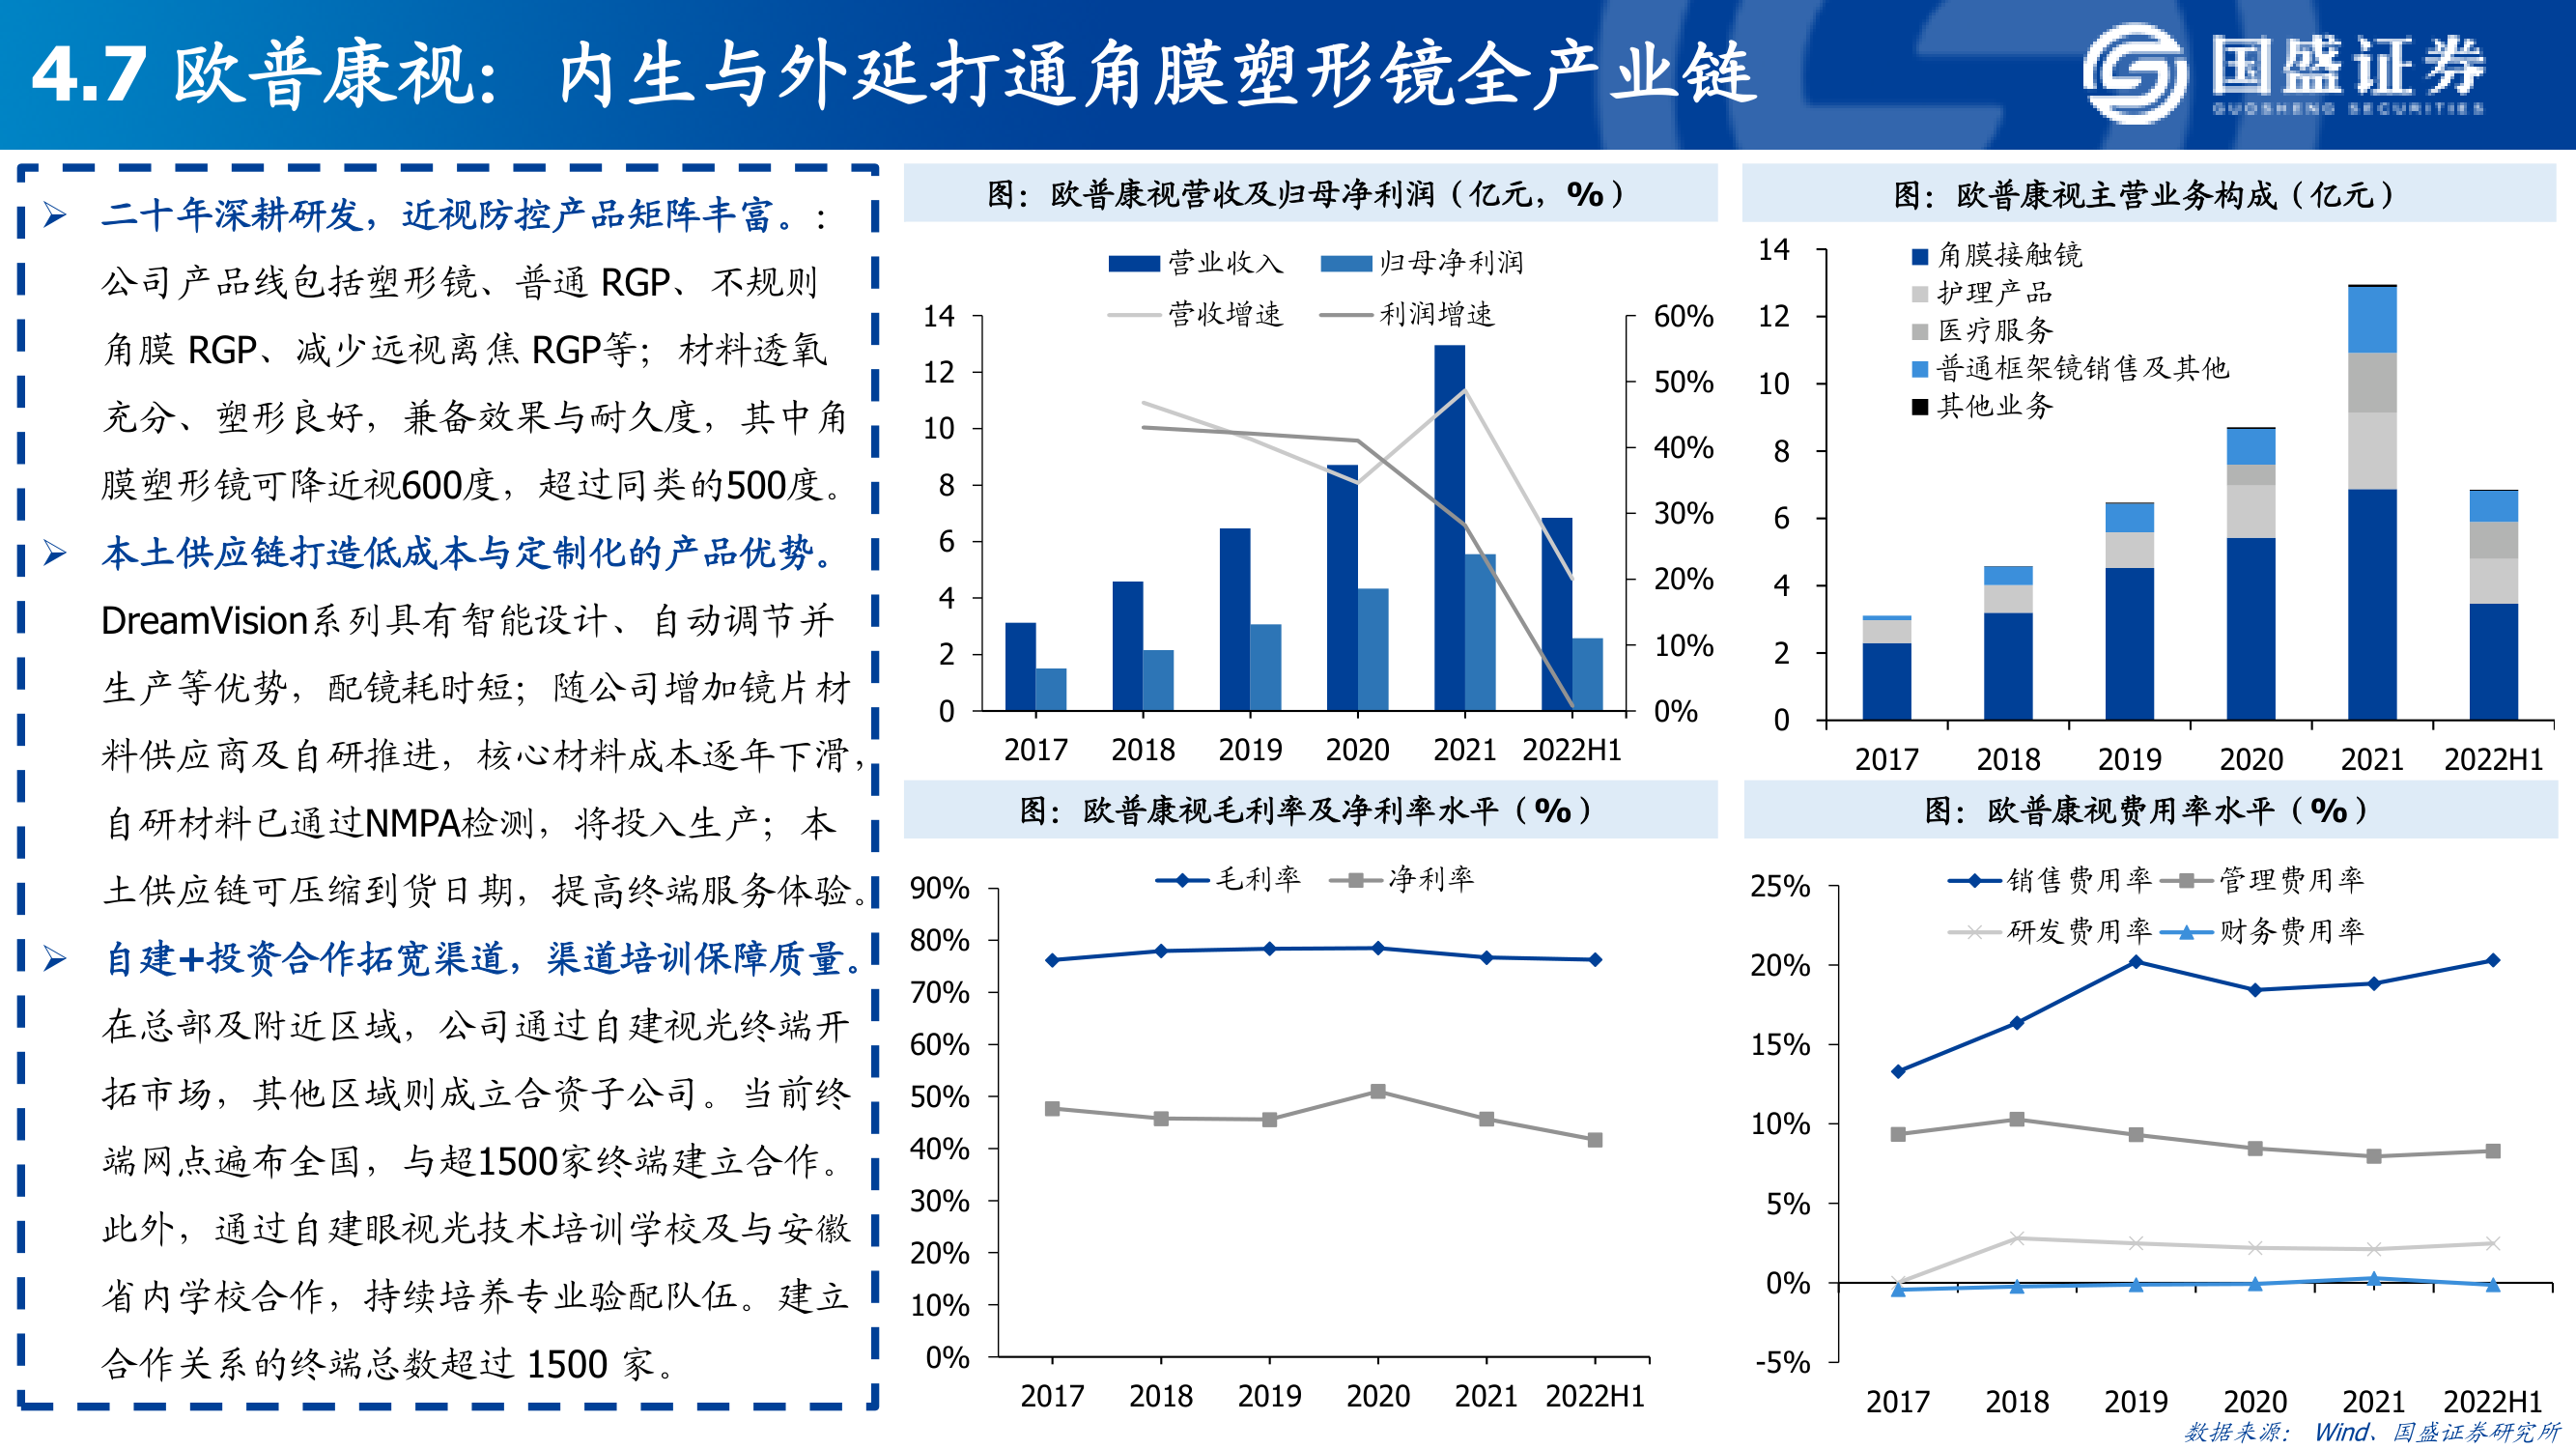 4.7 欧普康视： 内生与外延打通角膜塑形镜全产业链
国盛证券
GUOSHENG SECURITIES
➢ 二十年深耕研发，近视防控产品矩阵丰富。：
公司产品线包括塑形镜、普通 RGP、不规则
角膜 RGP、减少远视离焦 RGP等；材料透氧
充分、塑形良好，兼备效果与耐久度，其中角
膜塑形镜可降近视600度，超过同类的500度。
➢ 本土供应链打造低成本与定制化的产品优势。
DreamVision系列具有智能设计、自动调节并
生产等优势，配镜耗时短；随公司增加镜片材
料供应商及自研推进，核心材料成本逐年下滑，
自研材料已通过NMPA检测，将投入生产；本
土供应链可压缩到货日期，提高终端服务体验。
➢ 自建+投资合作拓宽渠道，渠道培训保障质量。
在总部及附近区域，公司通过自建视光终端开
拓市场，其他区域则成立合资子公司。当前终
端网点遍布全国，与超1500家终端建立合作。
此外，通过自建眼视光技术培训学校及与安徽
省内学校合作，持续培养专业验配队伍。建立
合作关系的终端总数超过 1500 家。
图：欧普康视营收及归母净利润（亿元，%）
营业收入 归母净利润
营收增速 利润增速
14 60%
12 50%
10 40%
8 30%
6 20%
4 10%
2 0%
0
2017 2018 2019 2020 2021 2022H1
图：欧普康视主营业务构成（亿元）
角膜接触镜
护理产品
医疗服务
普通框架镜销售及其他
其他业务
14
12
10
8
6
4
2
0
2017 2018 2019 2020 2021 2022H1
图：欧普康视毛利率及净利率水平（%）
毛利率 净利率
90%
80%
70%
60%
50%
40%
30%
20%
10%
0%
2017 2018 2019 2020 2021 2022H1
图：欧普康视费用率水平（%）
销售费用率 管理费用率
研发费用率 财务费用率
25%
20%
15%
10%
5%
0%
-5%
2017 2018 2019 2020 2021 2022H1
数据来源： Wind、国盛证券研究所